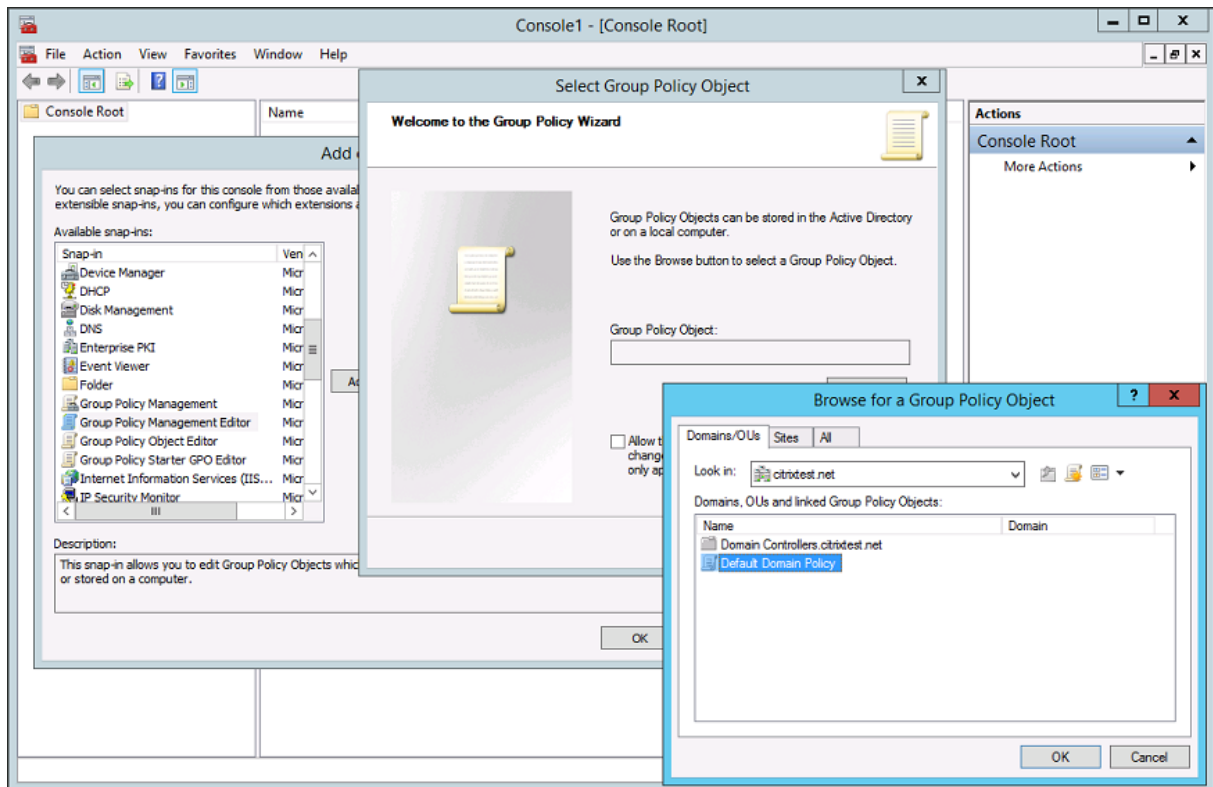 Console1 - [Console Root]
File Action View Favorites Window Help
Console Root
Name
Actions
Console Root
More Actions
Add
You can select snap-ins for this console from those
extensible snap-ins, you can configure which extensions
Available snap-ins:
Snap-in
Device Manager Micr
DHCP Micr
Disk Management Micr
DNS Micr
Enterprise PKI Micr
Event Viewer Micr
Folder Micr
Group Policy Management Micr
Group Policy Management Editor Micr
Group Policy Object Editor Micr
Group Policy Starter GPO Editor Micr
Internet Information Services (IIS... Micr
IP Security Monitor Micr
Description:
This snap-in allows you to edit Group Policy Objects
or stored on a computer.
OK
Select Group Policy Object
Welcome to the Group Policy Wizard
Group Policy Objects can be stored in the Active Directory
or on a local computer.
Use the Browse button to select a Group Policy Object.
Group Policy Object:
Allow
only
Browse for a Group Policy Object
Domains/OUs Sites All
Look in: citrixtest.net
Domains, OUs and linked Group Policy Objects:
Name Domain
Domain Controllers.citrixtest.net
Default Domain Policy
OK Cancel